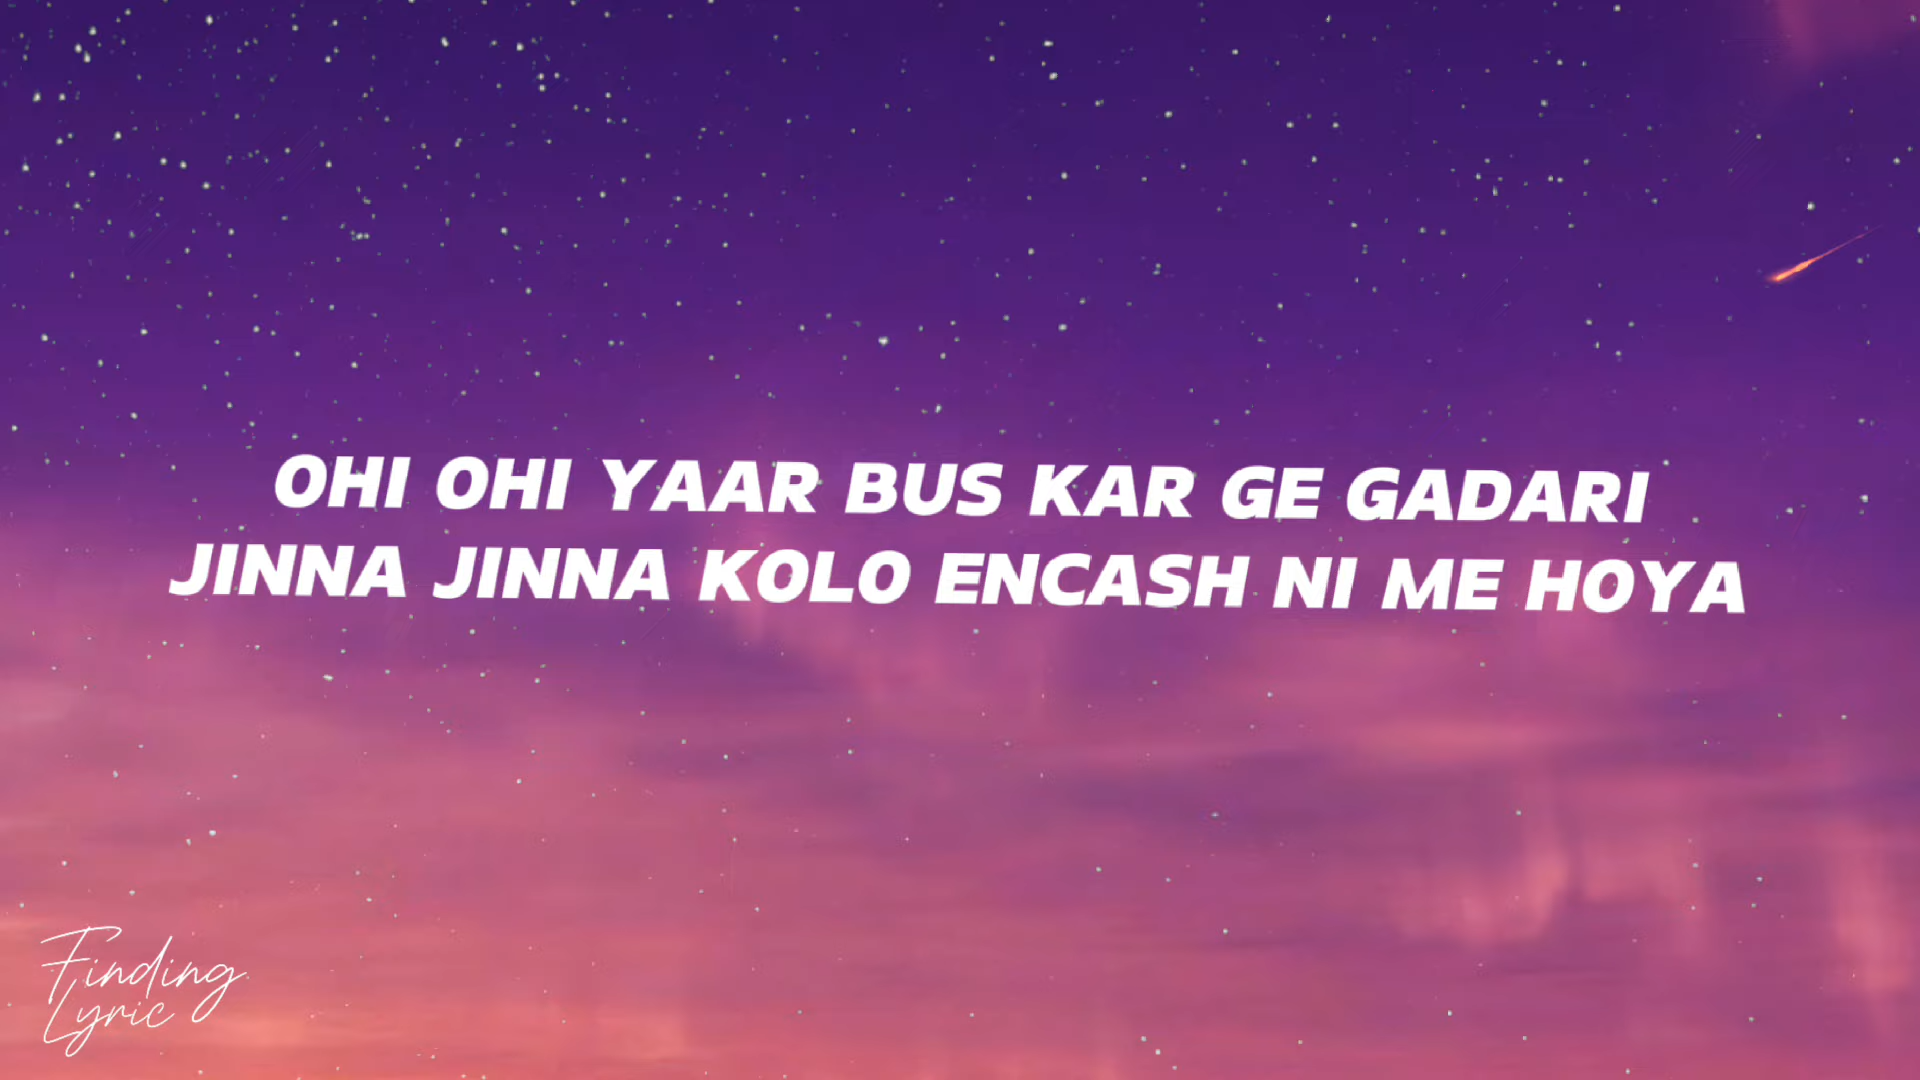 OHI OHI YAAR BUS KAR GE GADARI
JINNA JINNA KOLO ENCASH NI ME HOYA
Finding
Lyric